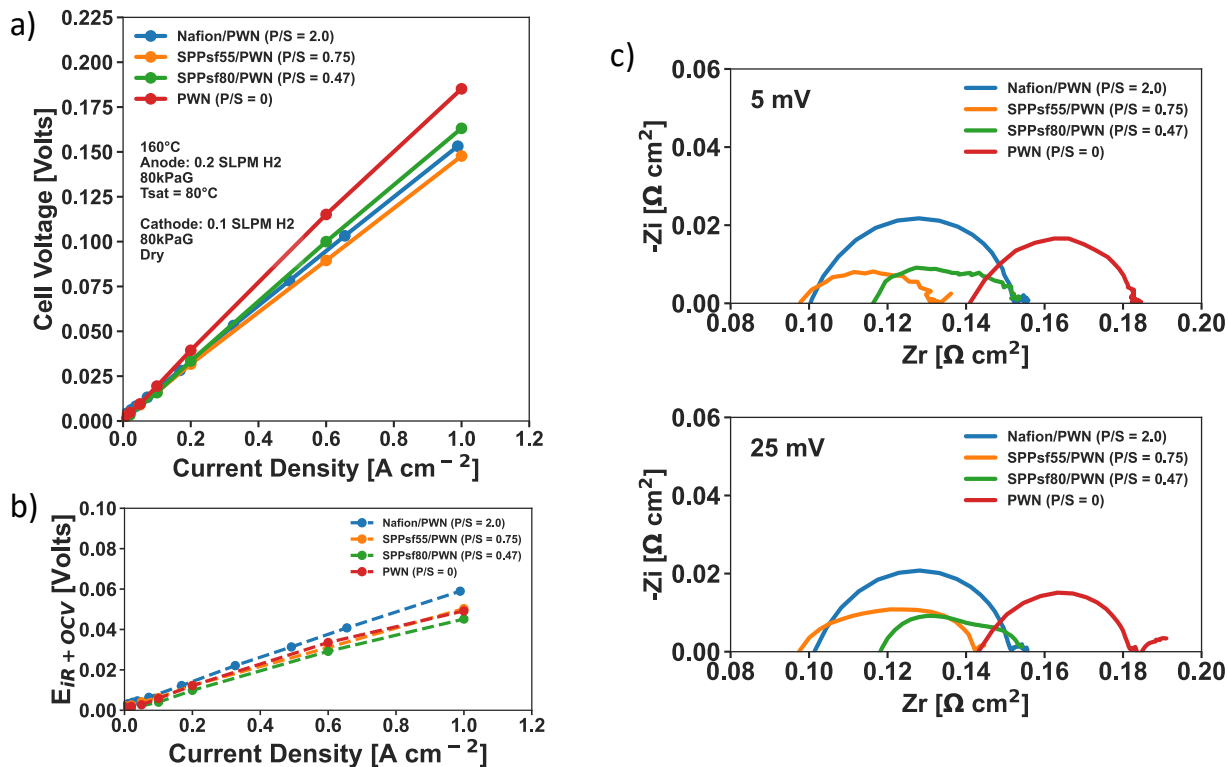 a)
0.225
0.200
0.175
0.150
0.125
0.100
0.075
0.050
0.025
0.000
Cell Voltage [Volts]
Nafion/PWN (P/S = 2.0)
SPPsf55/PWN (P/S = 0.75)
SPPsf80/PWN (P/S = 0.47)
PWN (P/S = 0)
160°C
Anode: 0.2 SLPM H2
80kPaG
Tsat = 80°C
Cathode: 0.1 SLPM H2
80kPaG
Dry
0.0 0.2 0.4 0.6 0.8 1.0 1.2
Current Density [A cm⁻²]
b)
0.10
0.08
0.06
0.04
0.02
0.00
E_iR + OCV [Volts]
Nafion/PWN (P/S = 2.0)
SPPsf55/PWN (P/S = 0.75)
SPPsf80/PWN (P/S = 0.47)
PWN (P/S = 0)
0.0 0.2 0.4 0.6 0.8 1.0 1.2
Current Density [A cm⁻²]
c)
0.06
0.04
0.02
0.00
-Zi [Ω cm²]
5 mV
Nafion/PWN (P/S = 2.0)
SPPsf55/PWN (P/S = 0.75)
SPPsf80/PWN (P/S = 0.47)
PWN (P/S = 0)
0.08 0.10 0.12 0.14 0.16 0.18 0.20
Zr [Ω cm²]
0.06
0.04
0.02
0.00
-Zi [Ω cm²]
25 mV
Nafion/PWN (P/S = 2.0)
SPPsf55/PWN (P/S = 0.75)
SPPsf80/PWN (P/S = 0.47)
PWN (P/S = 0)
0.08 0.10 0.12 0.14 0.16 0.18 0.20
Zr [Ω cm²]